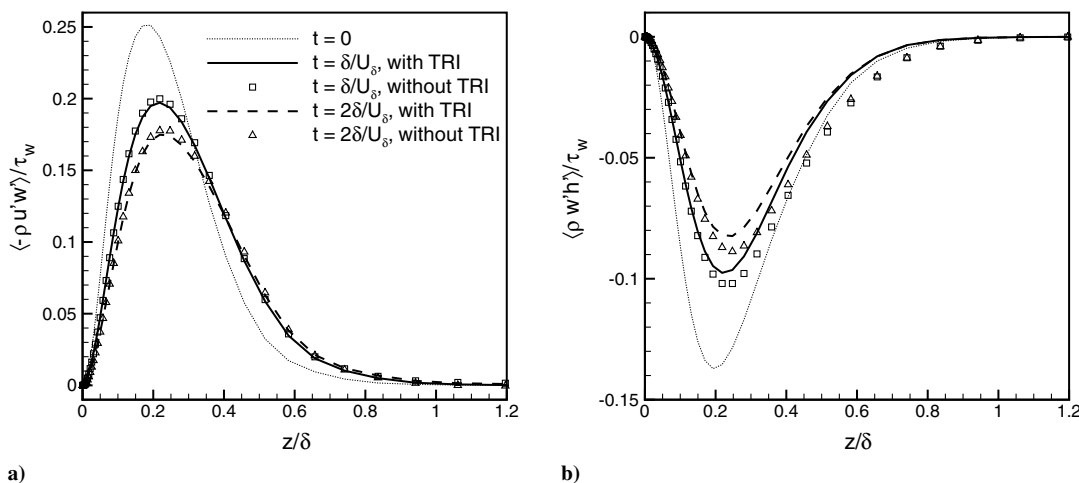 0.25
0.2
0.15
0.1
0.05
0
⟨-ρ u'w'⟩/τw
t = 0
t = δ/Uδ, with TRI
t = δ/Uδ, without TRI
t = 2δ/Uδ, with TRI
t = 2δ/Uδ, without TRI
0 0.2 0.4 0.6 0.8 1 1.2
z/δ
a)
0
-0.05
-0.1
-0.15
⟨ρ w'h'⟩/τw
0 0.2 0.4 0.6 0.8 1 1.2
z/δ
b)